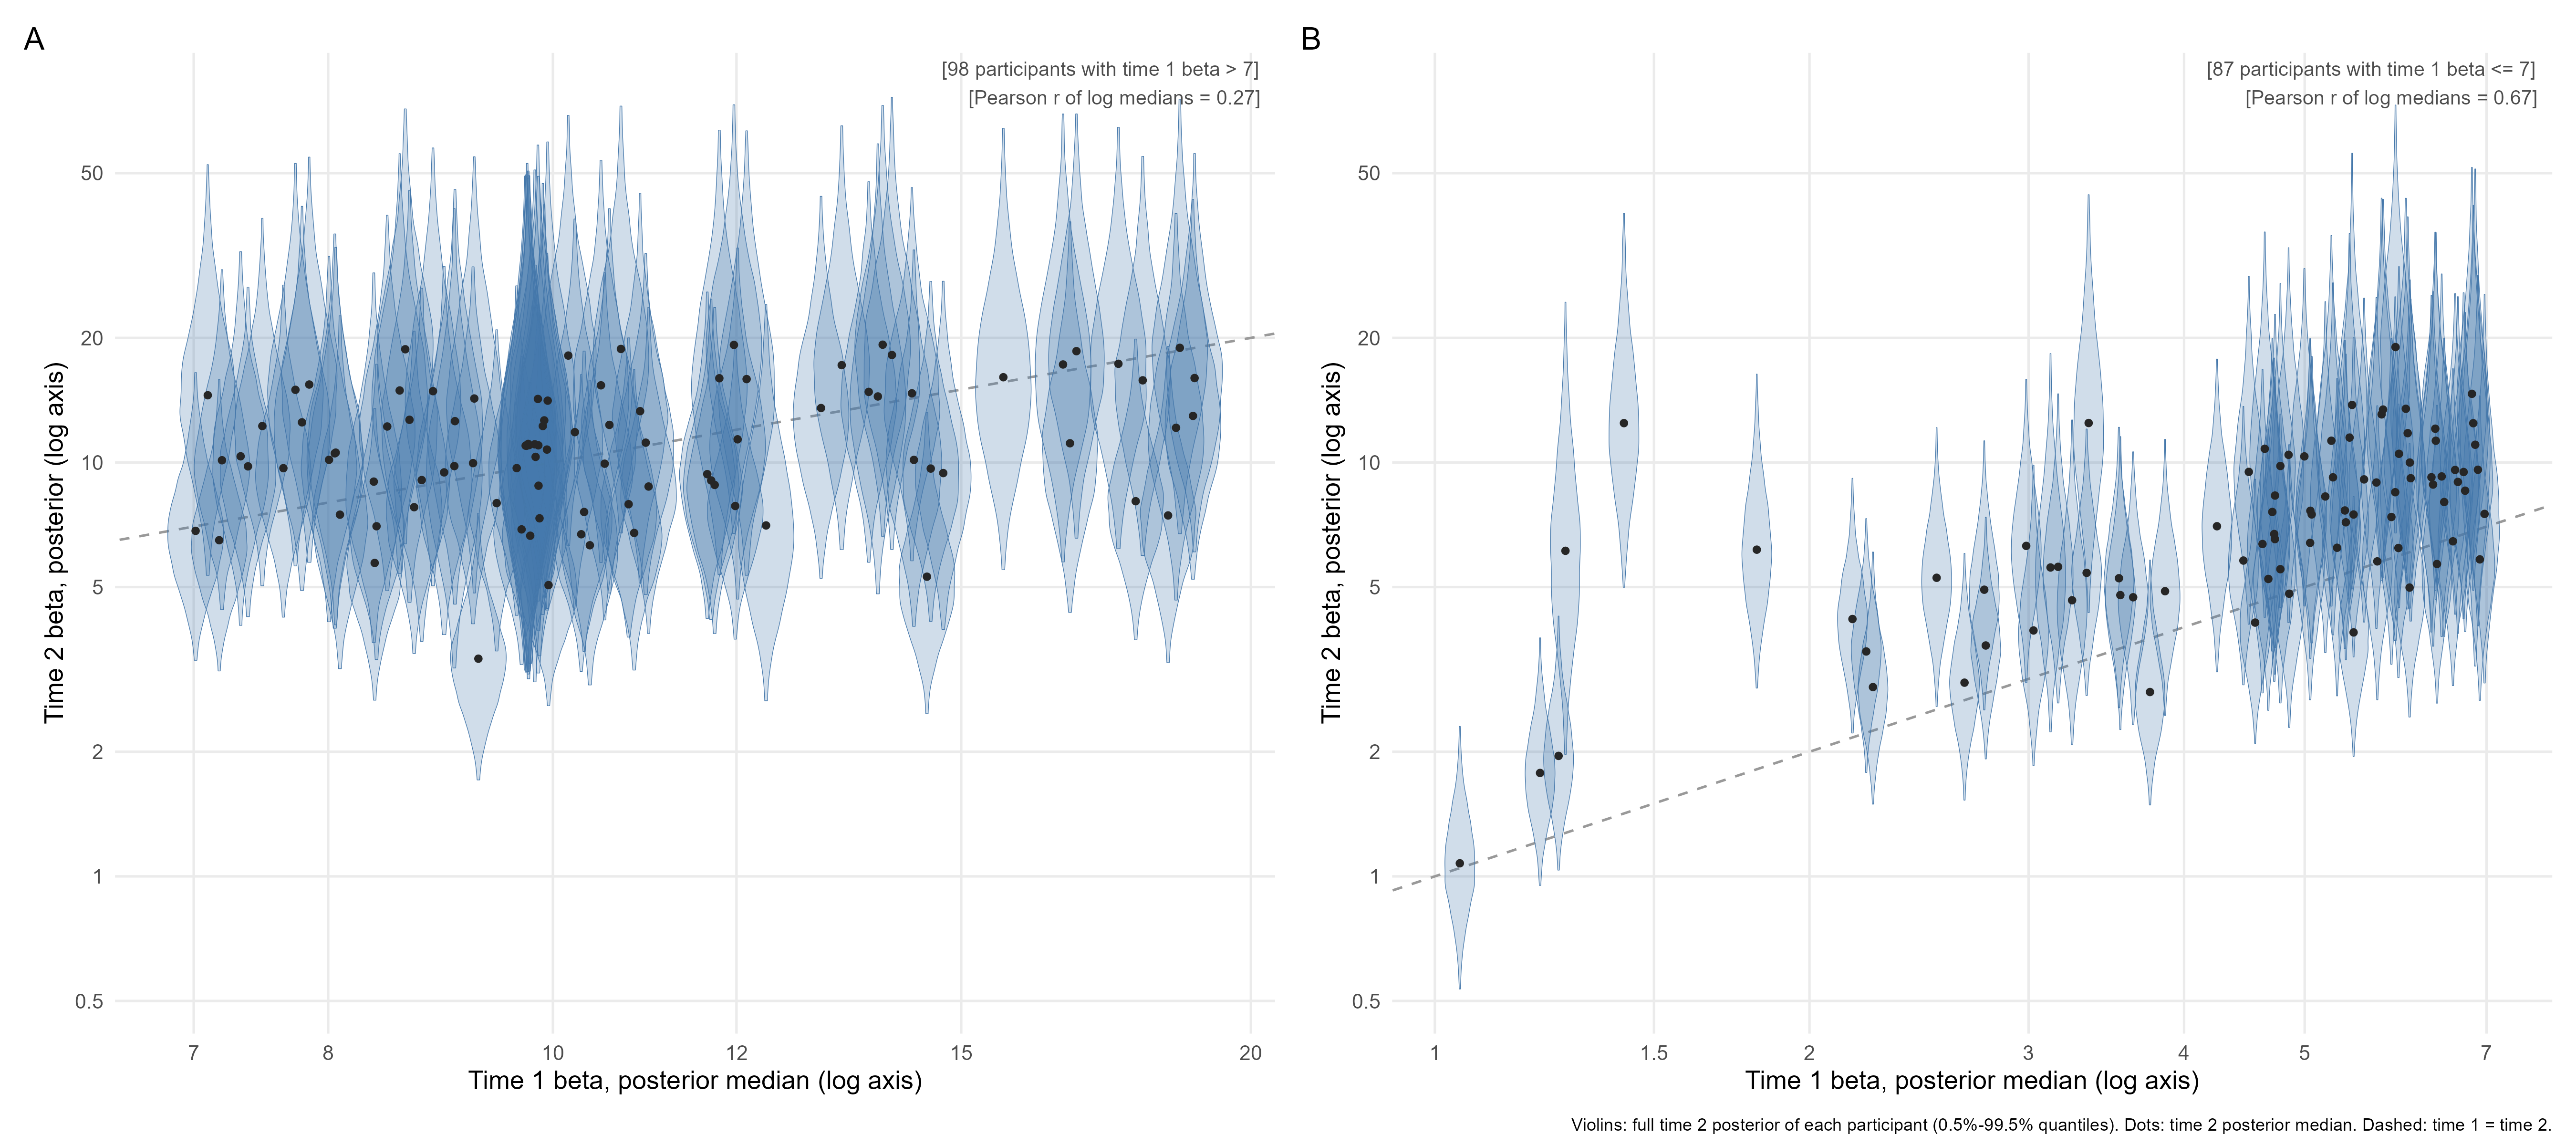 A
[98 participants with time 1 beta > 7]
[Pearson r of log medians = 0.27]
Time 2 beta, posterior (log axis)
50
20
10
5
2
1
0.5
7 8 10 12 15 20
Time 1 beta, posterior median (log axis)
B
[87 participants with time 1 beta <= 7]
[Pearson r of log medians = 0.67]
Time 2 beta, posterior (log axis)
50
20
10
5
2
1
0.5
1 1.5 2 3 4 5 7
Time 1 beta, posterior median (log axis)
Violins: full time 2 posterior of each participant (0.5%-99.5% quantiles). Dots: time 2 posterior median. Dashed: time 1 = time 2.